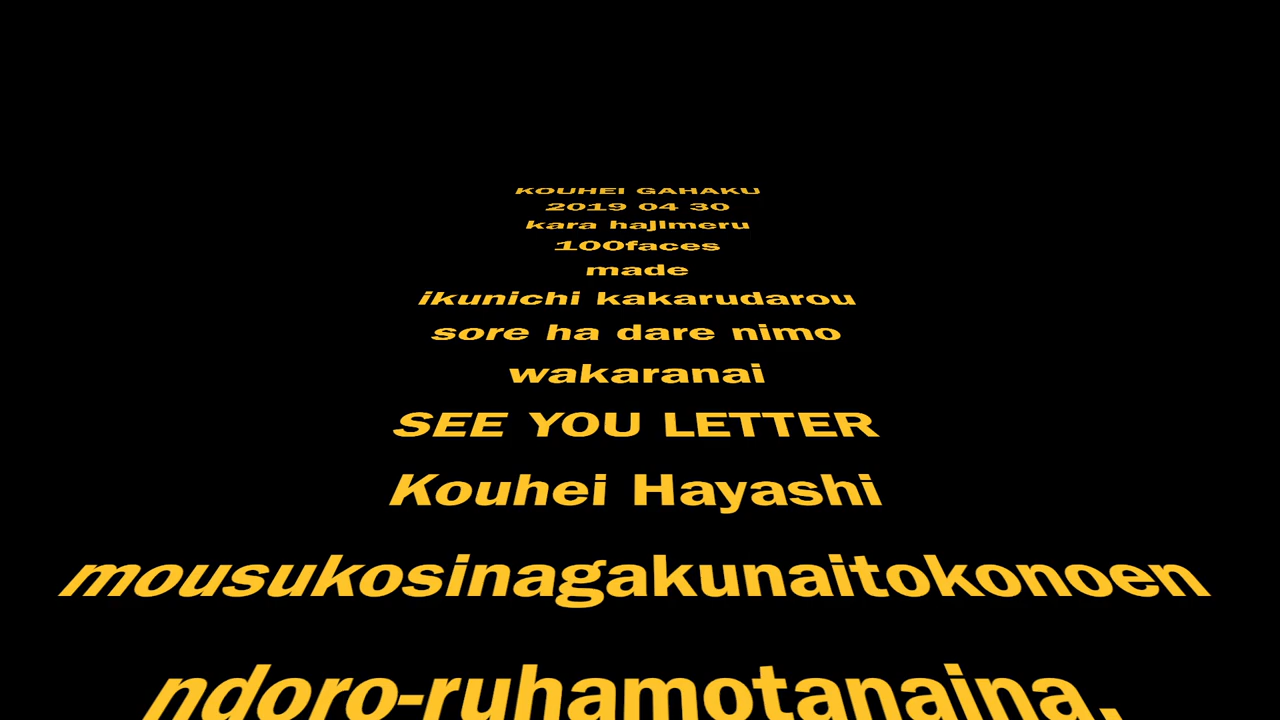 KOUHEI GAHAKU
2019 04 30
kara hajimeru
100faces
made
ikunichi kakarudarou
sore ha dare nimo
wakaranai
SEE YOU LETTER
Kouhei Hayashi
mousukosinagakunaitokonoen
ndoro-ruhamotanaina.